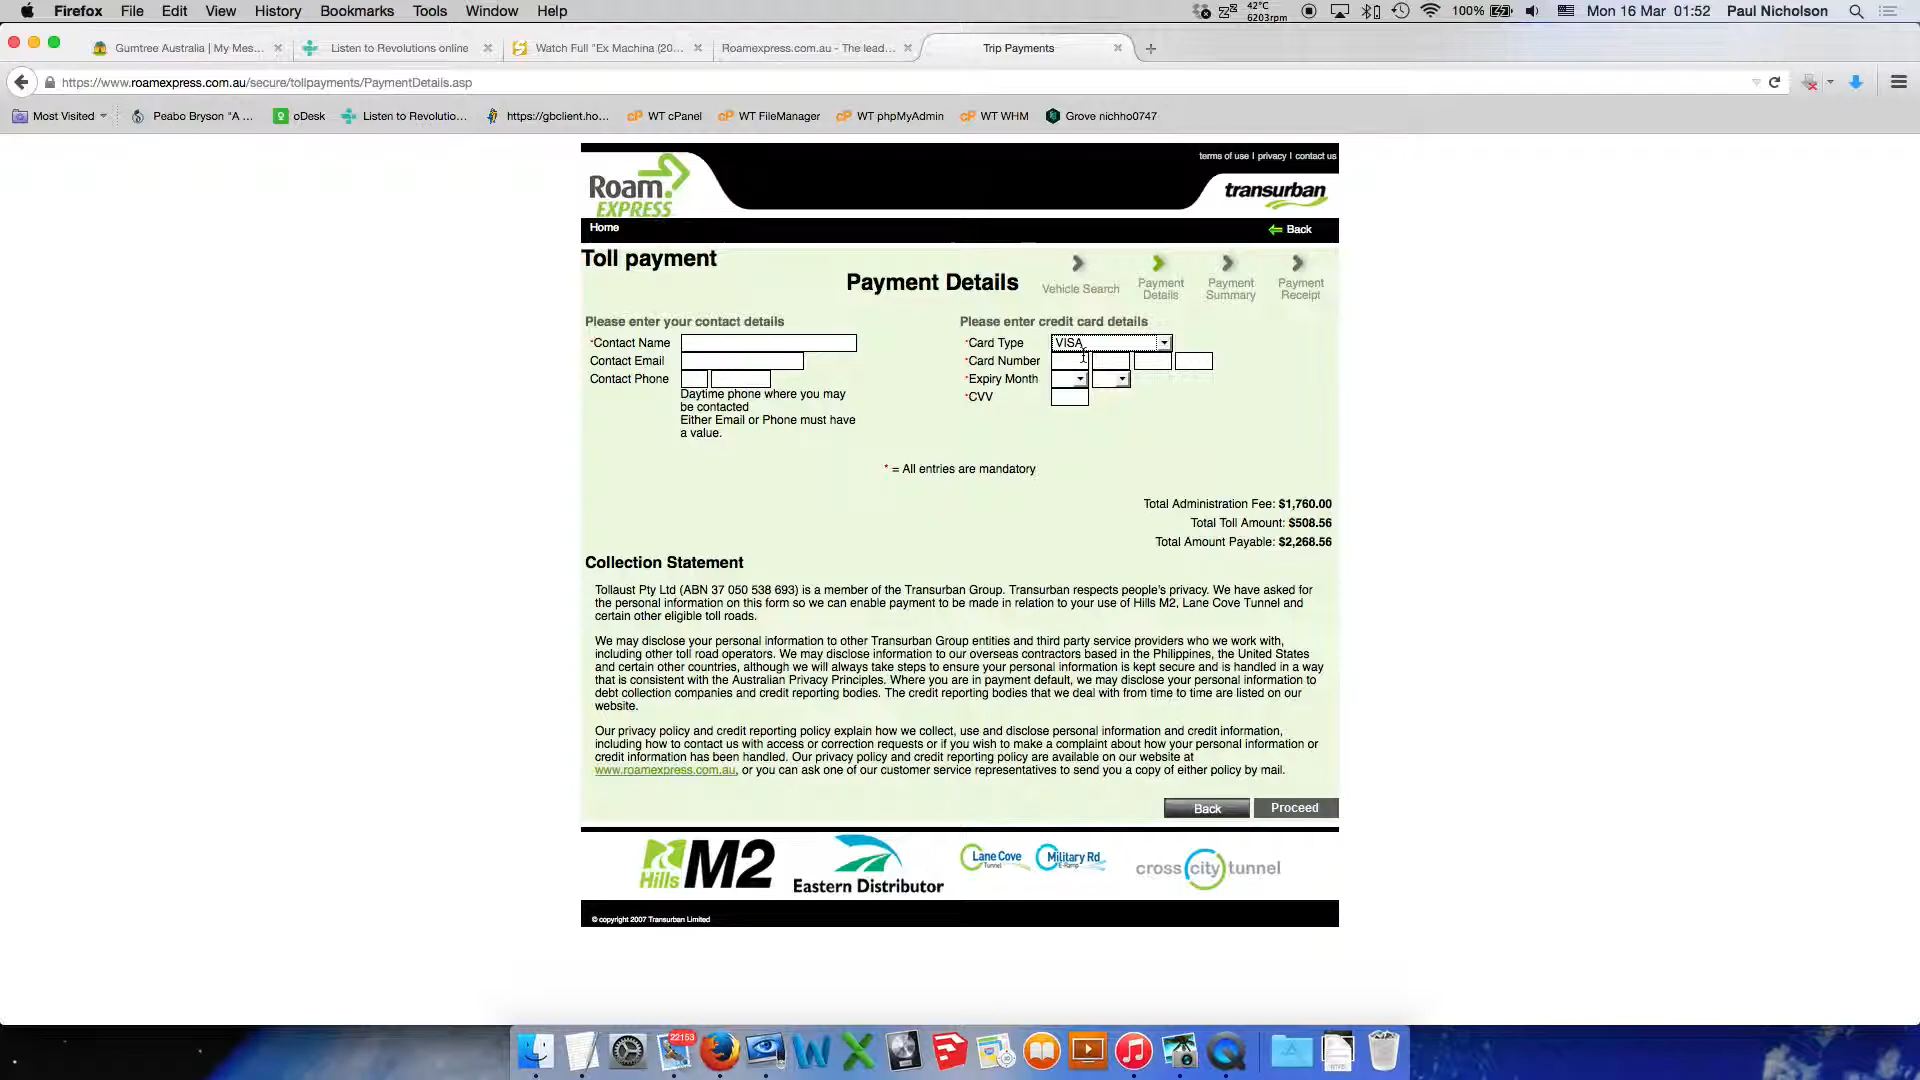 Firefox File Edit View History Bookmarks Tools Window Help 42°C 6203rpm 100% Mon 16 Mar 01:52 Paul Nicholson
Gumtree Australia | My Mes... Listen to Revolutions online Watch Full "Ex Machina (20... Roamexpress.com.au - The lead... Trip Payments
https://www.roamexpress.com.au/secure/tollpayments/PaymentDetails.asp
Most Visited Peabo Bryson "A ... oDesk Listen to Revolutio... https://gbclient.ho... WT cPanel WT FileManager WT phpMyAdmin WT WHM Grove nichho0747
terms of use | privacy | contact us
Roam EXPRESS
transurban
Home
Back
Toll payment
Payment Details
Vehicle Search
Payment Details
Payment Summary
Payment Receipt
Please enter your contact details
*Contact Name
Contact Email
Contact Phone
Daytime phone where you may
be contacted
Either Email or Phone must have
a value.
Please enter credit card details
*Card Type VISA
*Card Number
*Expiry Month
*CVV
* = All entries are mandatory
Total Administration Fee: $1,760.00
Total Toll Amount: $508.56
Total Amount Payable: $2,268.56
Collection Statement
Tollaust Pty Ltd (ABN 37 050 538 693) is a member of the Transurban Group. Transurban respects people's privacy. We have asked for
the personal information on this form so we can enable payment to be made in relation to your use of Hills M2, Lane Cove Tunnel and
certain other eligible toll roads.
We may disclose your personal information to other Transurban Group entities and third party service providers who we work with,
including other toll road operators. We may disclose information to our overseas contractors based in the Philippines, the United States
and certain other countries, although we will always take steps to ensure your personal information is kept secure and is handled in a way
that is consistent with the Australian Privacy Principles. Where you are in payment default, we may disclose your personal information to
debt collection companies and credit reporting bodies. The credit reporting bodies that we deal with from time to time are listed on our
website.
Our privacy policy and credit reporting policy explain how we collect, use and disclose personal information and credit information,
including how to contact us with access or correction requests or if you wish to make a complaint about how your personal information or
credit information has been handled. Our privacy policy and credit reporting policy are available on our website at
www.roamexpress.com.au, or you can ask one of our customer service representatives to send you a copy of either policy by mail.
Back Proceed
Hills M2
Eastern Distributor
Lane Cove Tunnel
Military Rd E-Ramp
cross city tunnel
© copyright 2007 Transurban Limited
22153